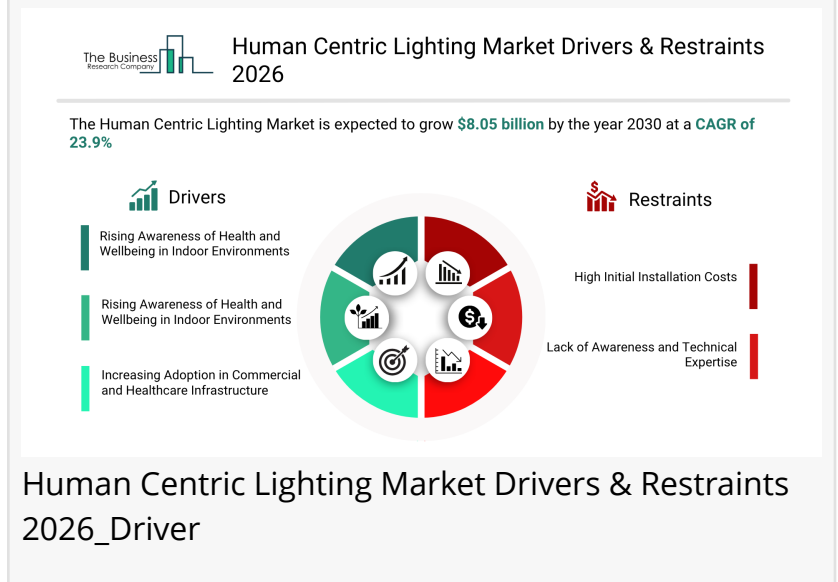 The Business
Research Company
Human Centric Lighting Market Drivers & Restraints
2026
The Human Centric Lighting Market is expected to grow $8.05 billion by the year 2030 at a CAGR of
23.9%
Drivers
Rising Awareness of Health and
Wellbeing in Indoor Environments
Rising Awareness of Health and
Wellbeing in Indoor Environments
Increasing Adoption in Commercial
and Healthcare Infrastructure
Restraints
High Initial Installation Costs
Lack of Awareness and Technical
Expertise
Human Centric Lighting Market Drivers & Restraints
2026_Driver